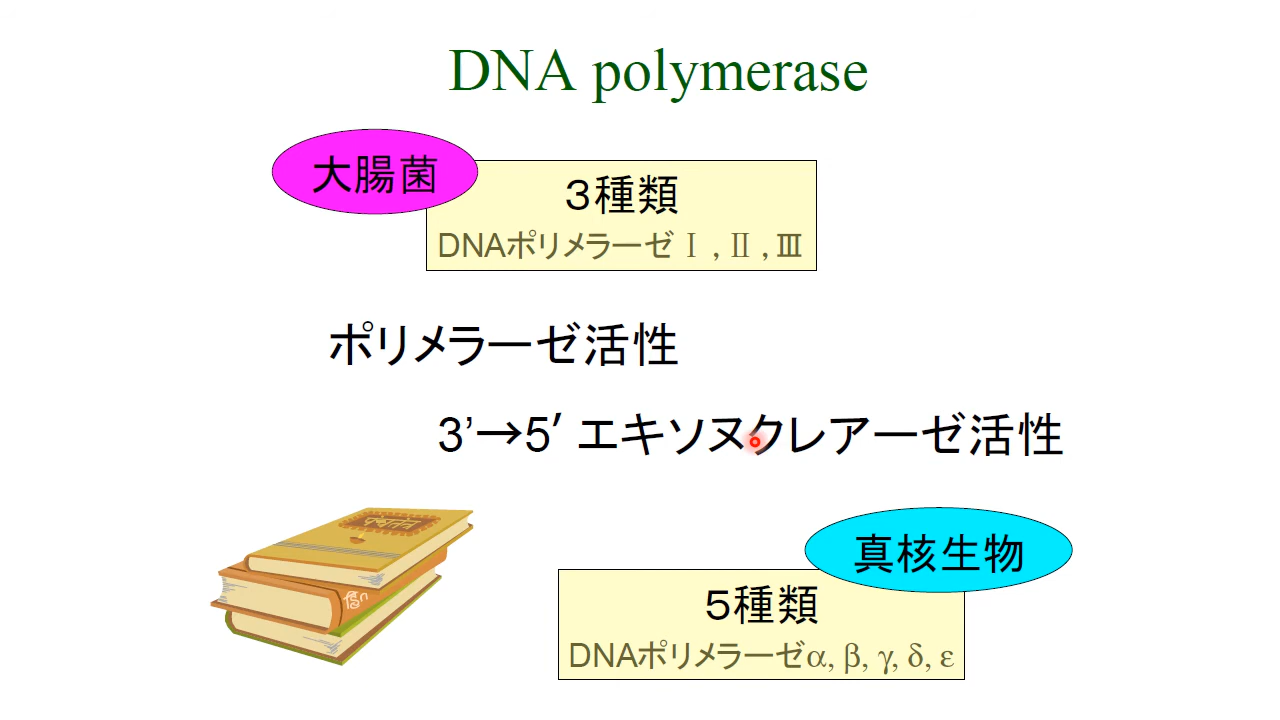 DNA polymerase
大腸菌
３種類
DNAポリメラーゼⅠ,Ⅱ,Ⅲ
ポリメラーゼ活性
3’→5′ エキソヌクレアーゼ活性
真核生物
５種類
DNAポリメラーゼα, β, γ, δ, ε